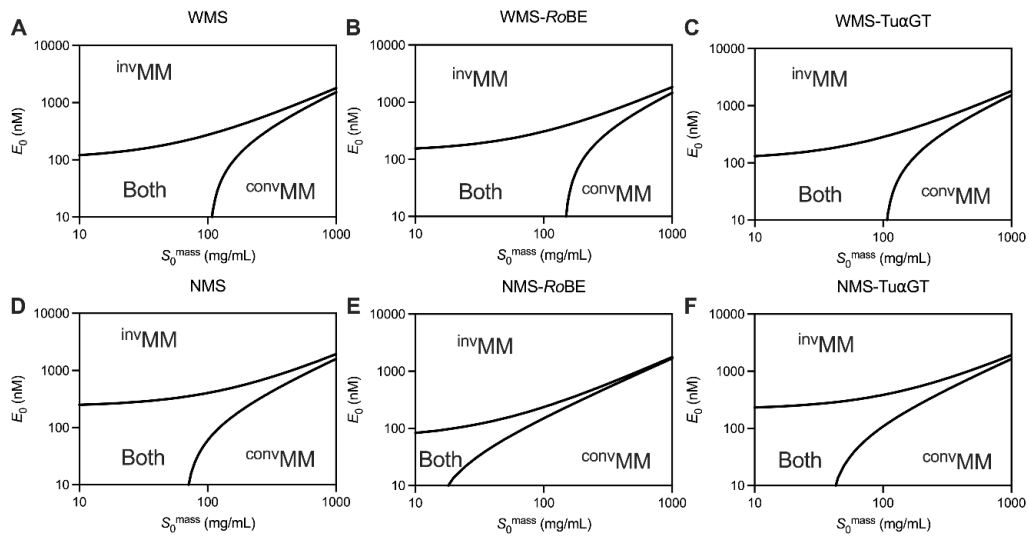 A
WMS
10000
1000
100
10
E₀ (nM)
ⁱⁿᵛMM
Both
ᶜᵒⁿᵛMM
10
100
1000
S₀ᵐᵃˢˢ (mg/mL)
B
WMS-RoBE
10000
1000
100
10
E₀ (nM)
ⁱⁿᵛMM
Both
ᶜᵒⁿᵛMM
10
100
1000
S₀ᵐᵃˢˢ (mg/mL)
C
WMS-TuαGT
10000
1000
100
10
E₀ (nM)
ⁱⁿᵛMM
Both
ᶜᵒⁿᵛMM
10
100
1000
S₀ᵐᵃˢˢ (mg/mL)
D
NMS
10000
1000
100
10
E₀ (nM)
ⁱⁿᵛMM
Both
ᶜᵒⁿᵛMM
10
100
1000
S₀ᵐᵃˢˢ (mg/mL)
E
NMS-RoBE
10000
1000
100
10
E₀ (nM)
ⁱⁿᵛMM
Both
ᶜᵒⁿᵛMM
10
100
1000
S₀ᵐᵃˢˢ (mg/mL)
F
NMS-TuαGT
10000
1000
100
10
E₀ (nM)
ⁱⁿᵛMM
Both
ᶜᵒⁿᵛMM
10
100
1000
S₀ᵐᵃˢˢ (mg/mL)